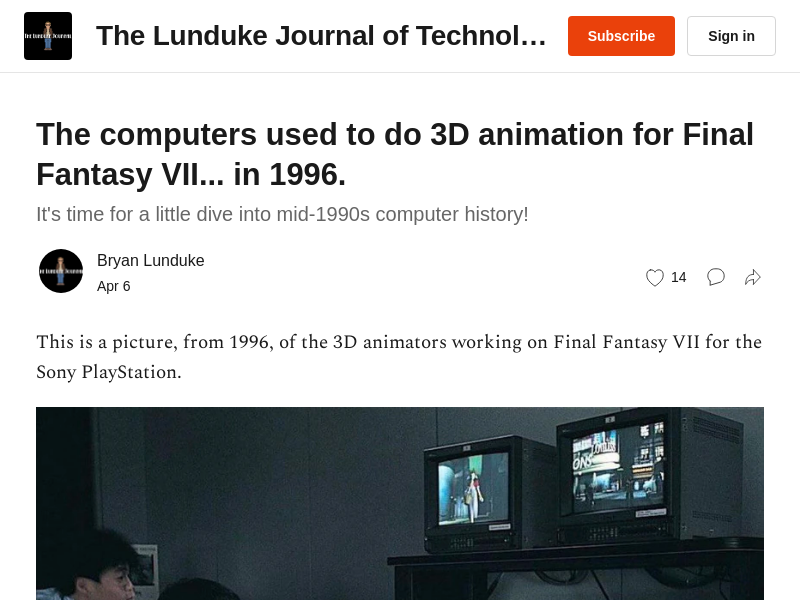 The Lunduke Journal of Technol…
Subscribe
Sign in
The computers used to do 3D animation for Final
Fantasy VII... in 1996.
It's time for a little dive into mid-1990s computer history!
Bryan Lunduke
Apr 6
14
This is a picture, from 1996, of the 3D animators working on Final Fantasy VII for the
Sony PlayStation.